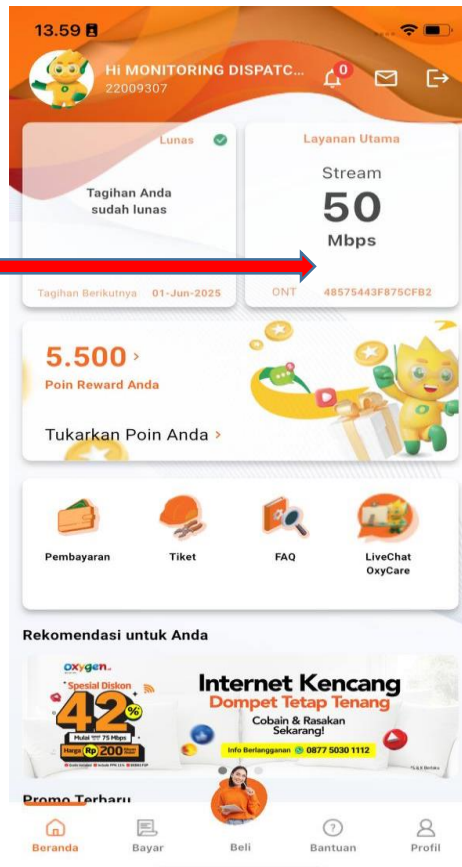 13.59
Hi MONITORING DISPATC...
22009307
0
Lunas
Tagihan Anda
sudah lunas
Tagihan Berikutnya 01-Jun-2025
Layanan Utama
Stream
50
Mbps
ONT 48575443F875CFB2
5.500 >
Poin Reward Anda
Tukarkan Poin Anda >
Pembayaran
Tiket
FAQ
LiveChat
OxyCare
Rekomendasi untuk Anda
oxygen
Spesial Diskon
42%
Mulai 75 Mbps
Harga Rp 200
Internet Kencang
Dompet Tetap Tenang
Cobain & Rasakan
Sekarang!
Info Berlangganan 0877 5030 1112
Promo Terbaru
Beranda
Bayar
Beli
Bantuan
Profil